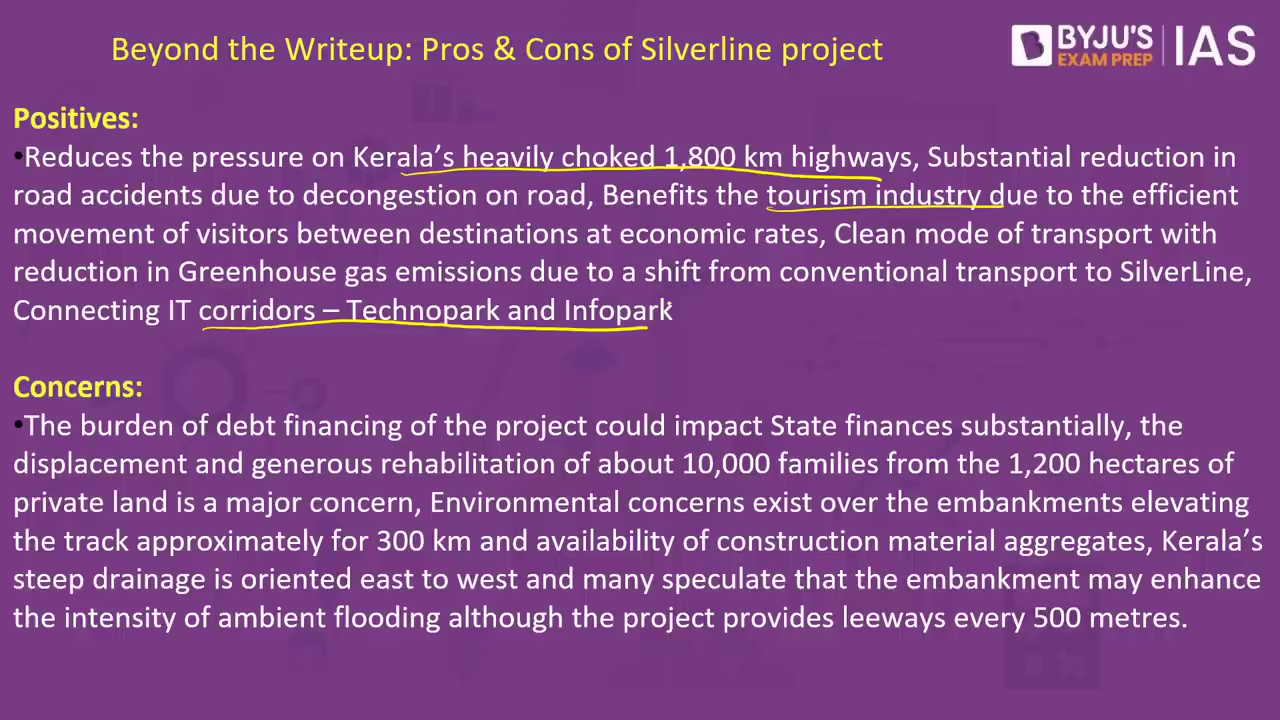 Beyond the Writeup: Pros & Cons of Silverline project
BYJU'S
EXAM PREP
IAS
Positives:
•Reduces the pressure on Kerala’s heavily choked 1,800 km highways, Substantial reduction in
road accidents due to decongestion on road, Benefits the tourism industry due to the efficient
movement of visitors between destinations at economic rates, Clean mode of transport with
reduction in Greenhouse gas emissions due to a shift from conventional transport to SilverLine,
Connecting IT corridors – Technopark and Infopark
Concerns:
•The burden of debt financing of the project could impact State finances substantially, the
displacement and generous rehabilitation of about 10,000 families from the 1,200 hectares of
private land is a major concern, Environmental concerns exist over the embankments elevating
the track approximately for 300 km and availability of construction material aggregates, Kerala’s
steep drainage is oriented east to west and many speculate that the embankment may enhance
the intensity of ambient flooding although the project provides leeways every 500 metres.